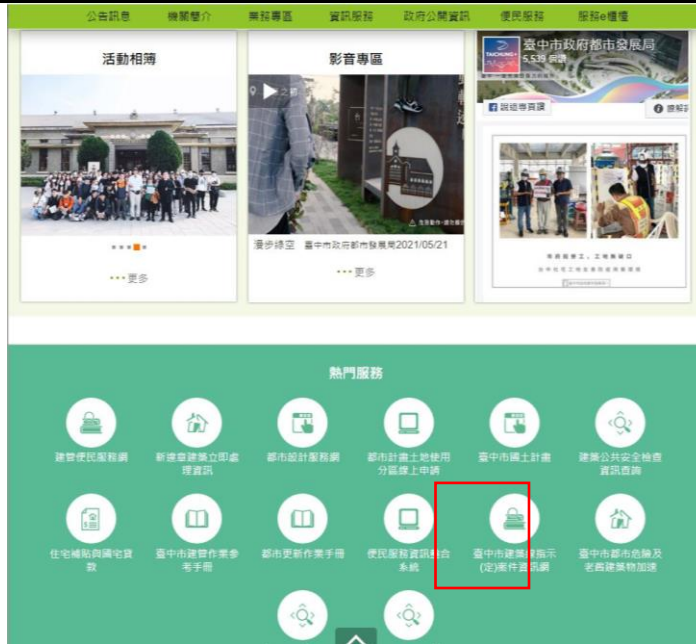 公告訊息 機關簡介 業務專區 資訊服務 政府公開資訊 便民服務 服務e櫃檯
活動相簿
影音專區
臺中市政府都市發展局
5,539 個讚
TAICHUNG
說這專頁讚
瞭解詳
漫步綠空 臺中市政府都市發展局2021/05/21
•••更多
•••更多
熱門服務
建管便民服務網
新違章建築立即處
理資訊
都市設計服務網
都市計畫土地使用
分區線上申請
臺中市國土計畫
建築公共安全檢查
資訊查詢
住宅補貼與國宅貸
款
臺中市建管作業參
考手冊
都市更新作業手冊
便民服務資訊整合
系統
臺中市建築線指示
(定)案件資訊網
臺中市都市危險及
老舊建築物加速